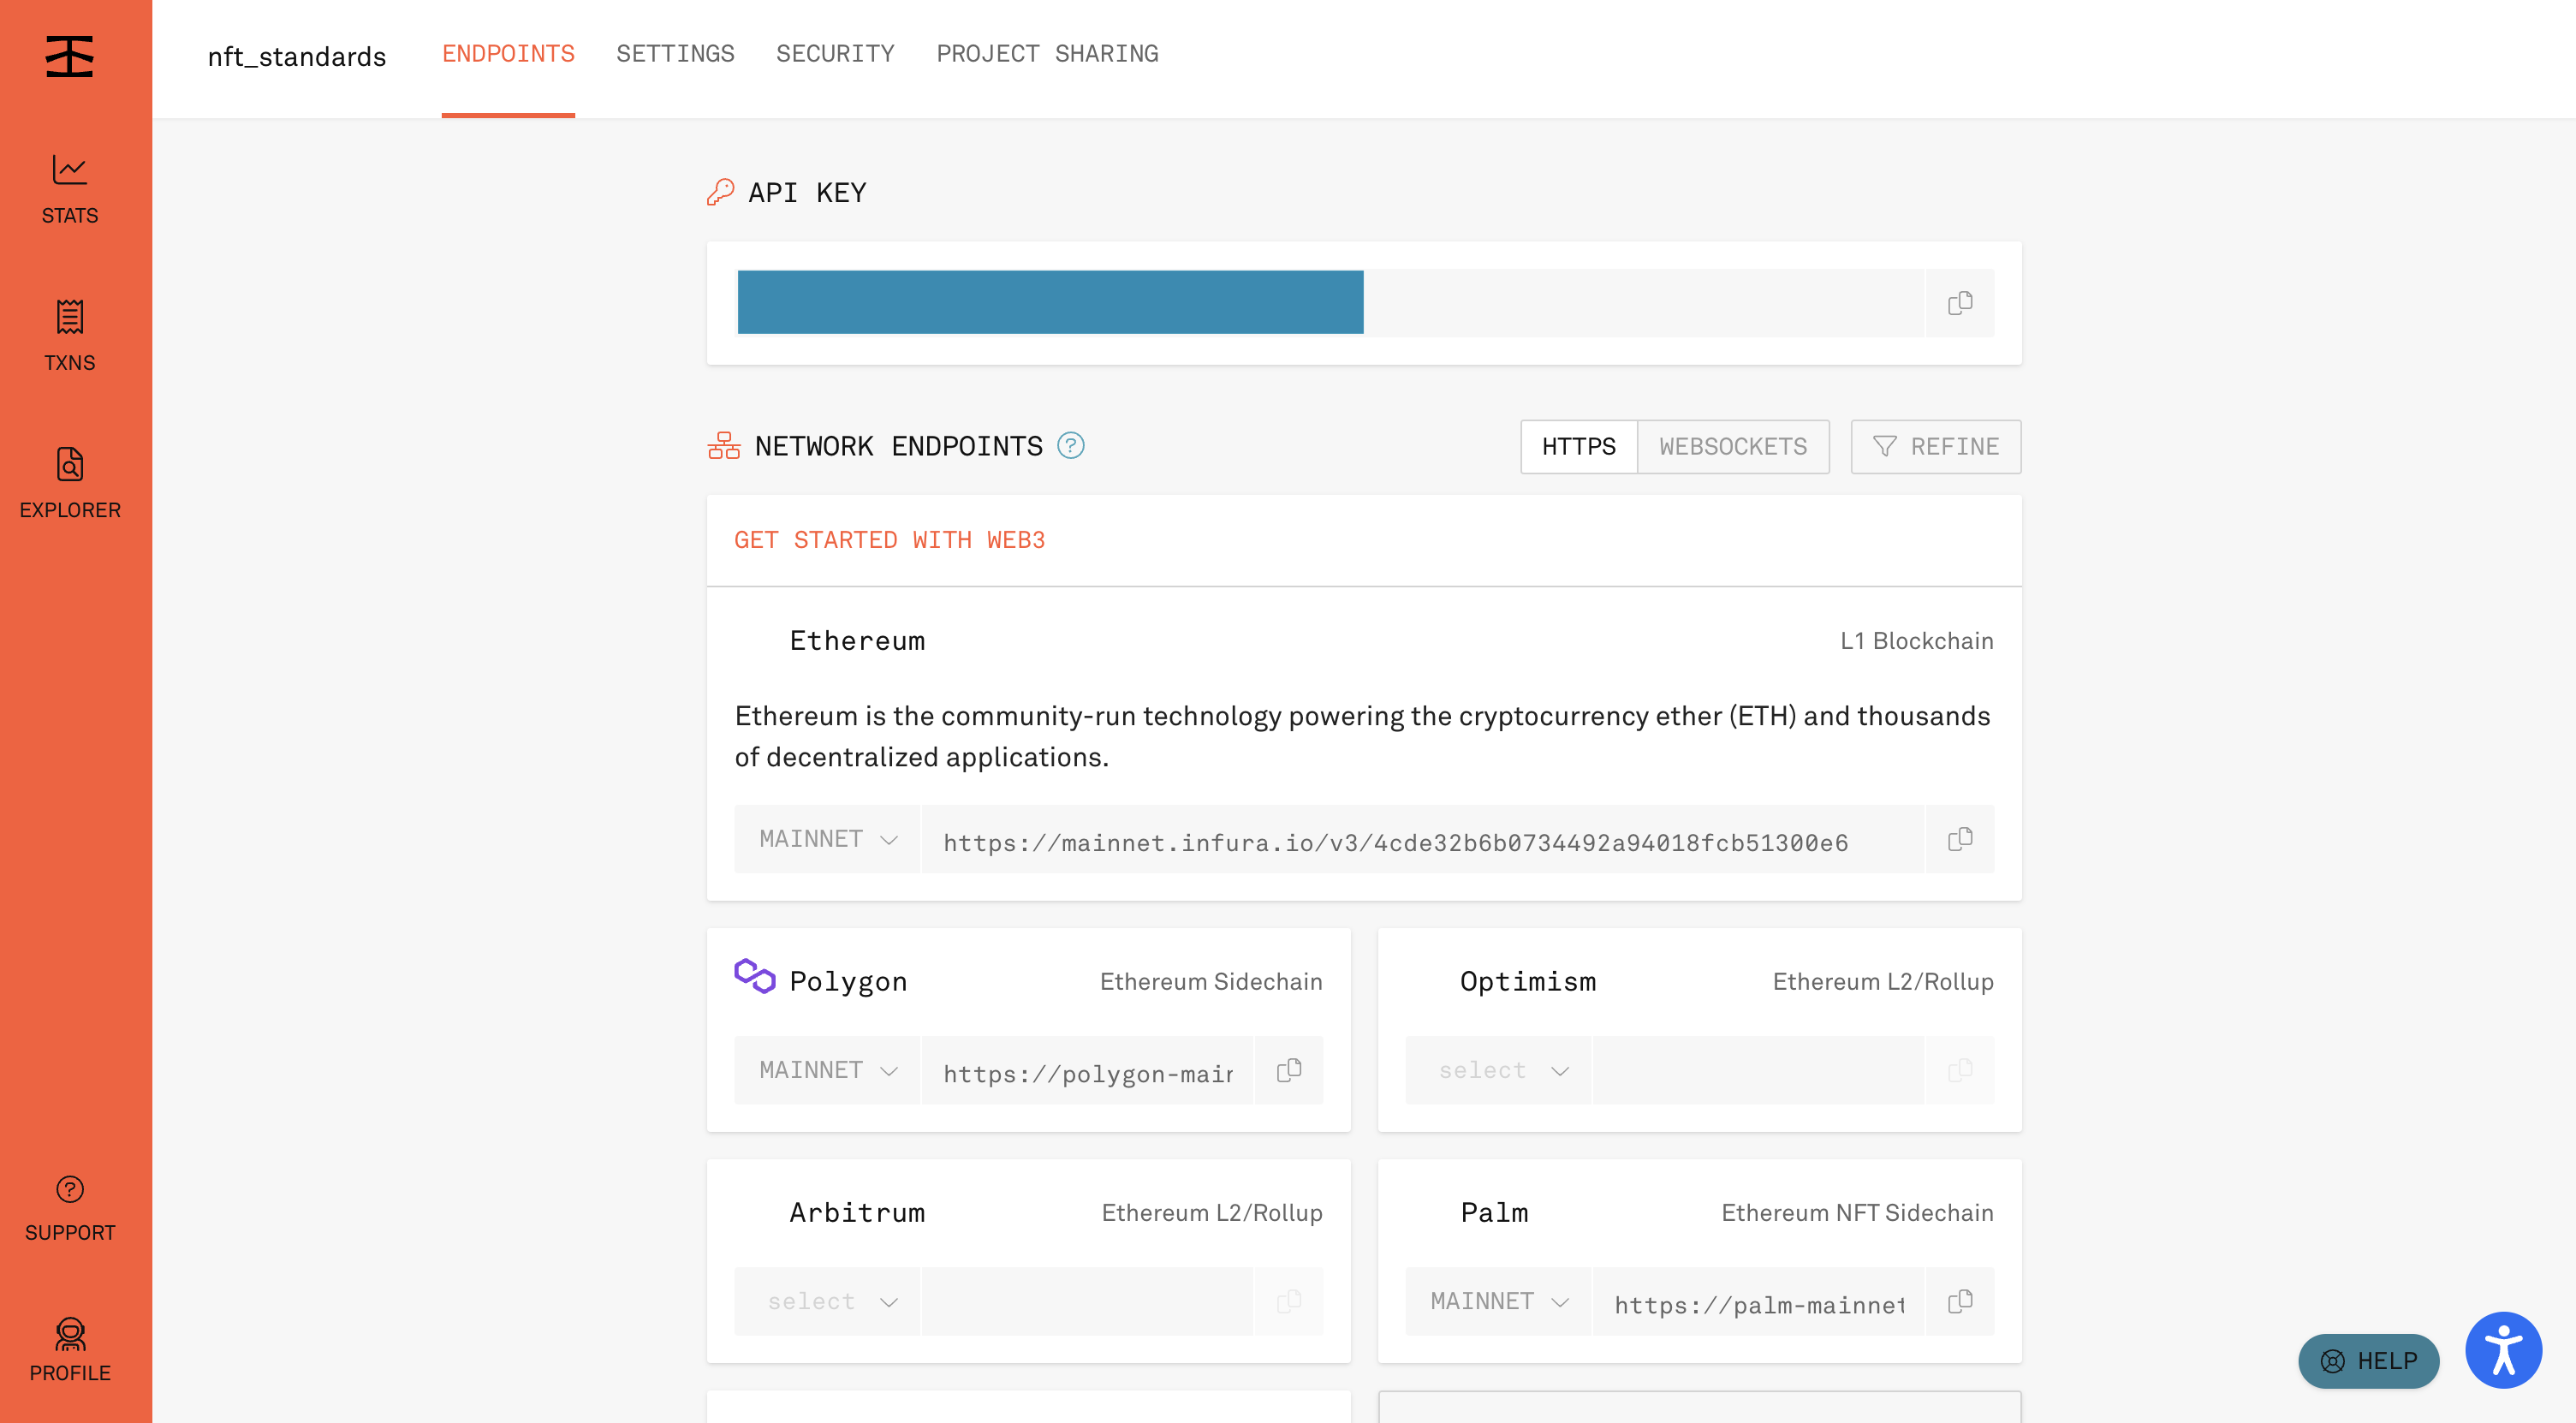 nft_standards
ENDPOINTS
SETTINGS
SECURITY
PROJECT SHARING
STATS
TXNS
EXPLORER
SUPPORT
PROFILE
API KEY
NETWORK ENDPOINTS
HTTPS
WEBSOCKETS
REFINE
GET STARTED WITH WEB3
Ethereum
L1 Blockchain
Ethereum is the community-run technology powering the cryptocurrency ether (ETH) and thousands
of decentralized applications.
MAINNET
https://mainnet.infura.io/v3/4cde32b6b0734492a94018fcb51300e6
Polygon
Ethereum Sidechain
MAINNET
https://polygon-main
Optimism
Ethereum L2/Rollup
select
Arbitrum
Ethereum L2/Rollup
select
Palm
Ethereum NFT Sidechain
MAINNET
https://palm-mainnet
HELP